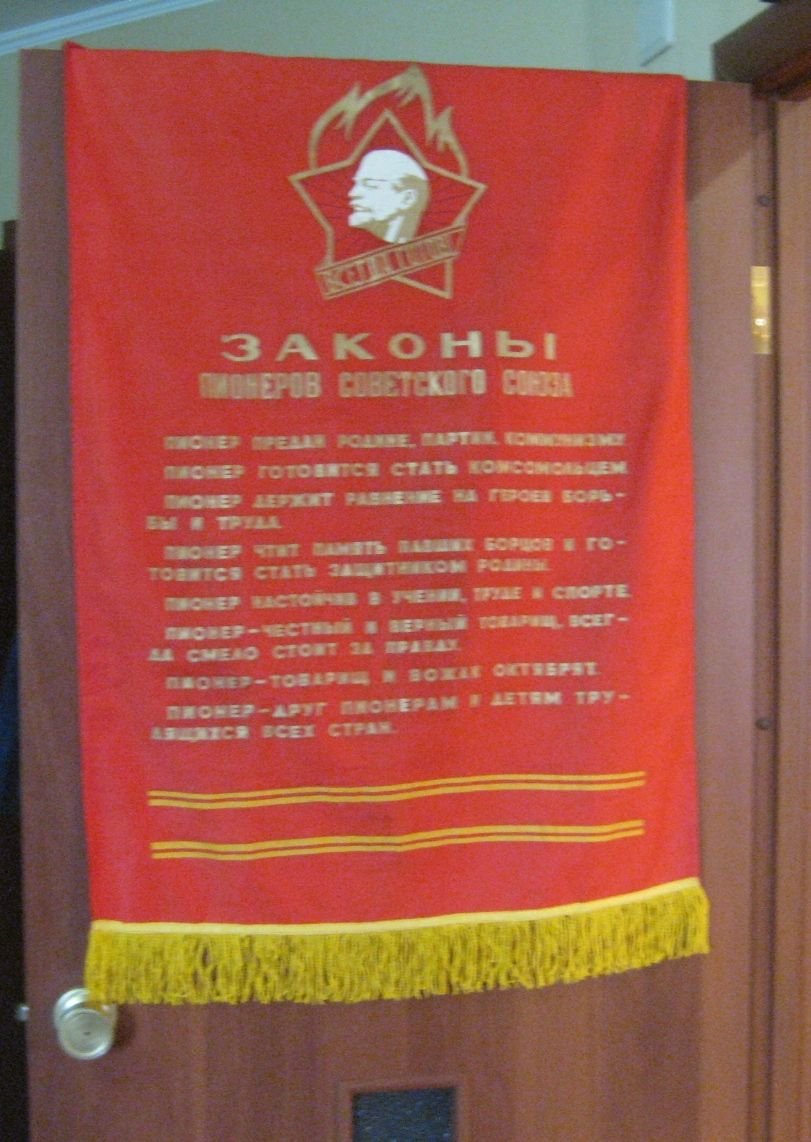 ВСЕГДА ГОТОВ!
ЗАКОНЫ
ПИОНЕРОВ СОВЕТСКОГО СОЮЗА
ПИОНЕР ПРЕДАН РОДИНЕ, ПАРТИИ, КОММУНИЗМУ
ПИОНЕР ГОТОВИТСЯ СТАТЬ КОМСОМОЛЬЦЕМ
ПИОНЕР ДЕРЖИТ РАВНЕНИЕ НА ГЕРОЕВ БОРЬ-
БЫ И ТРУДА.
ПИОНЕР ЧТИТ ПАМЯТЬ ПАВШИХ БОРЦОВ И ГО-
ТОВИТСЯ СТАТЬ ЗАЩИТНИКОМ РОДИНЫ.
ПИОНЕР НАСТОЙЧИВ В УЧЕНИИ, ТРУДЕ И СПОРТЕ.
ПИОНЕР-ЧЕСТНЫЙ И ВЕРНЫЙ ТОВАРИЩ, ВСЕГ-
ДА СМЕЛО СТОИТ ЗА ПРАВДУ.
ПИОНЕР-ТОВАРИЩ И ВОЖАК ОКТЯБРЯТ.
ПИОНЕР-ДРУГ ПИОНЕРАМ И ДЕТЯМ ТРУ-
ДЯЩИХСЯ ВСЕХ СТРАН.